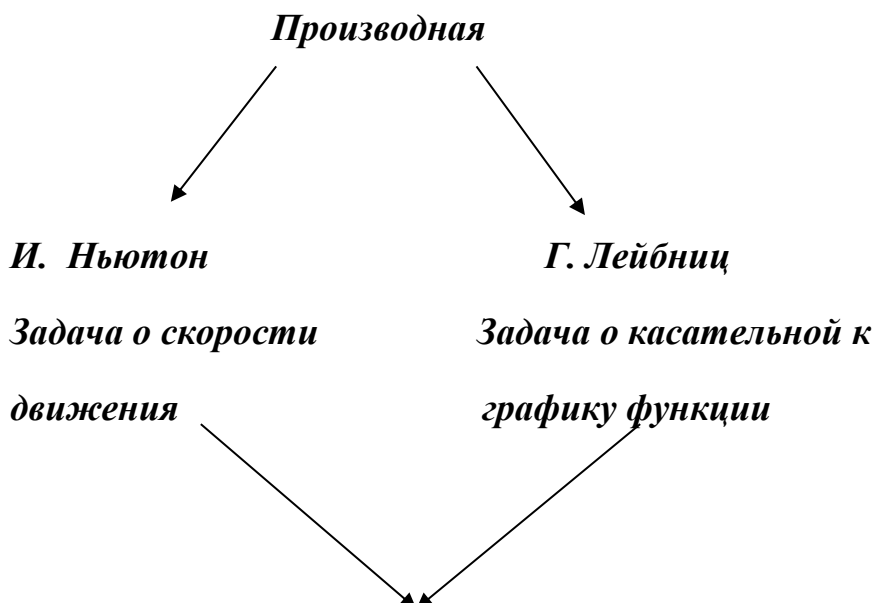 Производная
И. Ньютон
Г. Лейбниц
Задача о скорости
Задача о касательной к
движения
графику функции